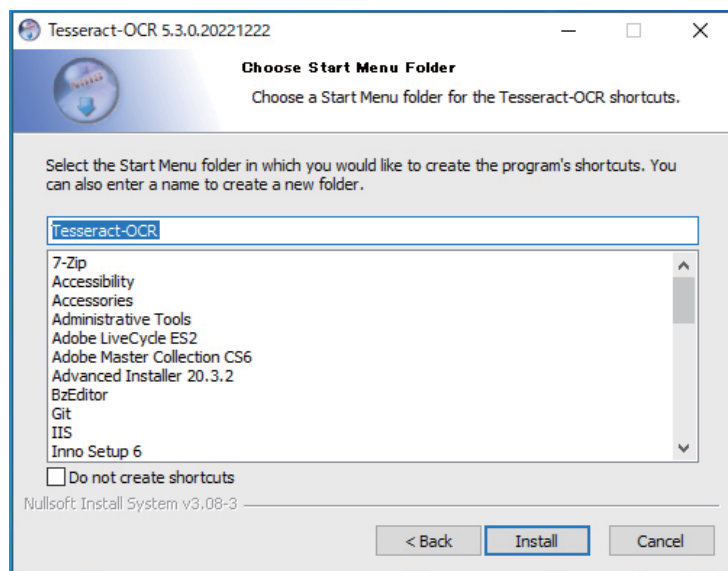 Tesseract-OCR 5.3.0.20221222
Choose Start Menu Folder
Choose a Start Menu folder for the Tesseract-OCR shortcuts.
Select the Start Menu folder in which you would like to create the program's shortcuts. You
can also enter a name to create a new folder.
Tesseract-OCR
7-Zip
Accessibility
Accessories
Administrative Tools
Adobe LiveCycle ES2
Adobe Master Collection CS6
Advanced Installer 20.3.2
BzEditor
Git
IIS
Inno Setup 6
Do not create shortcuts
Nullsoft Install System v3.08-3
< Back
Install
Cancel